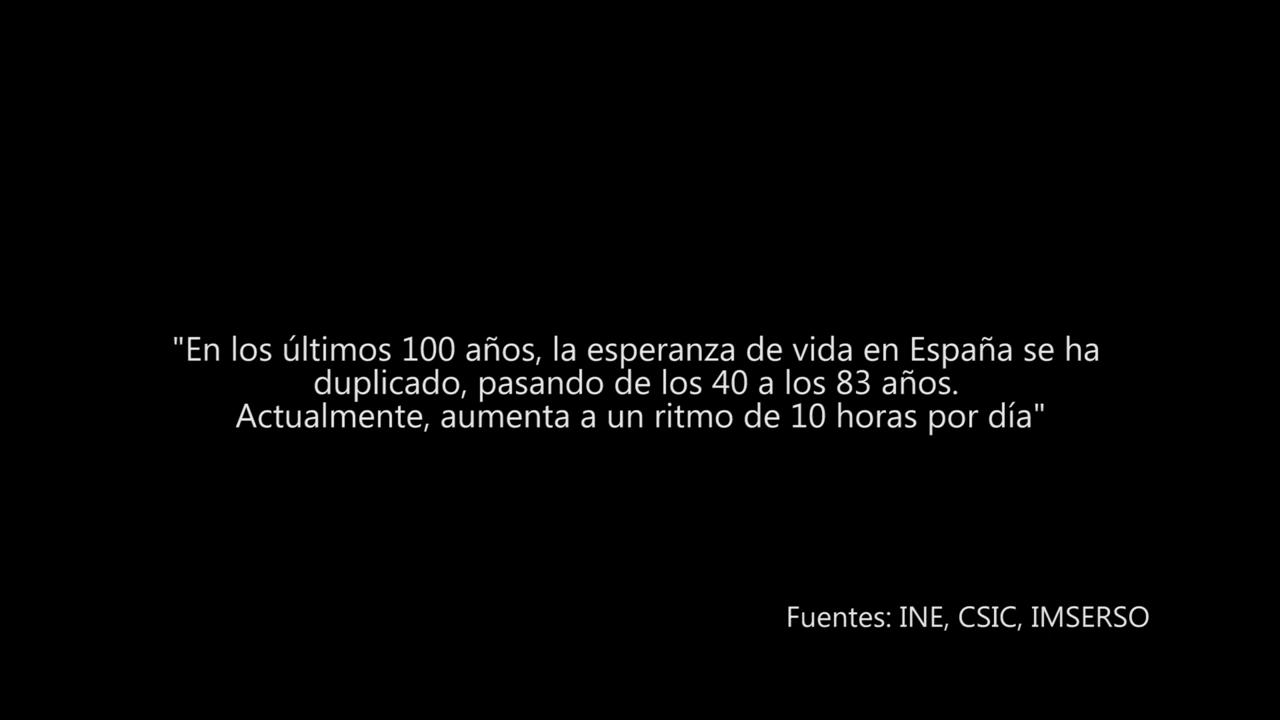 "En los últimos 100 años, la esperanza de vida en España se ha
duplicado, pasando de los 40 a los 83 años.
Actualmente, aumenta a un ritmo de 10 horas por día"
Fuentes: INE, CSIC, IMSERSO